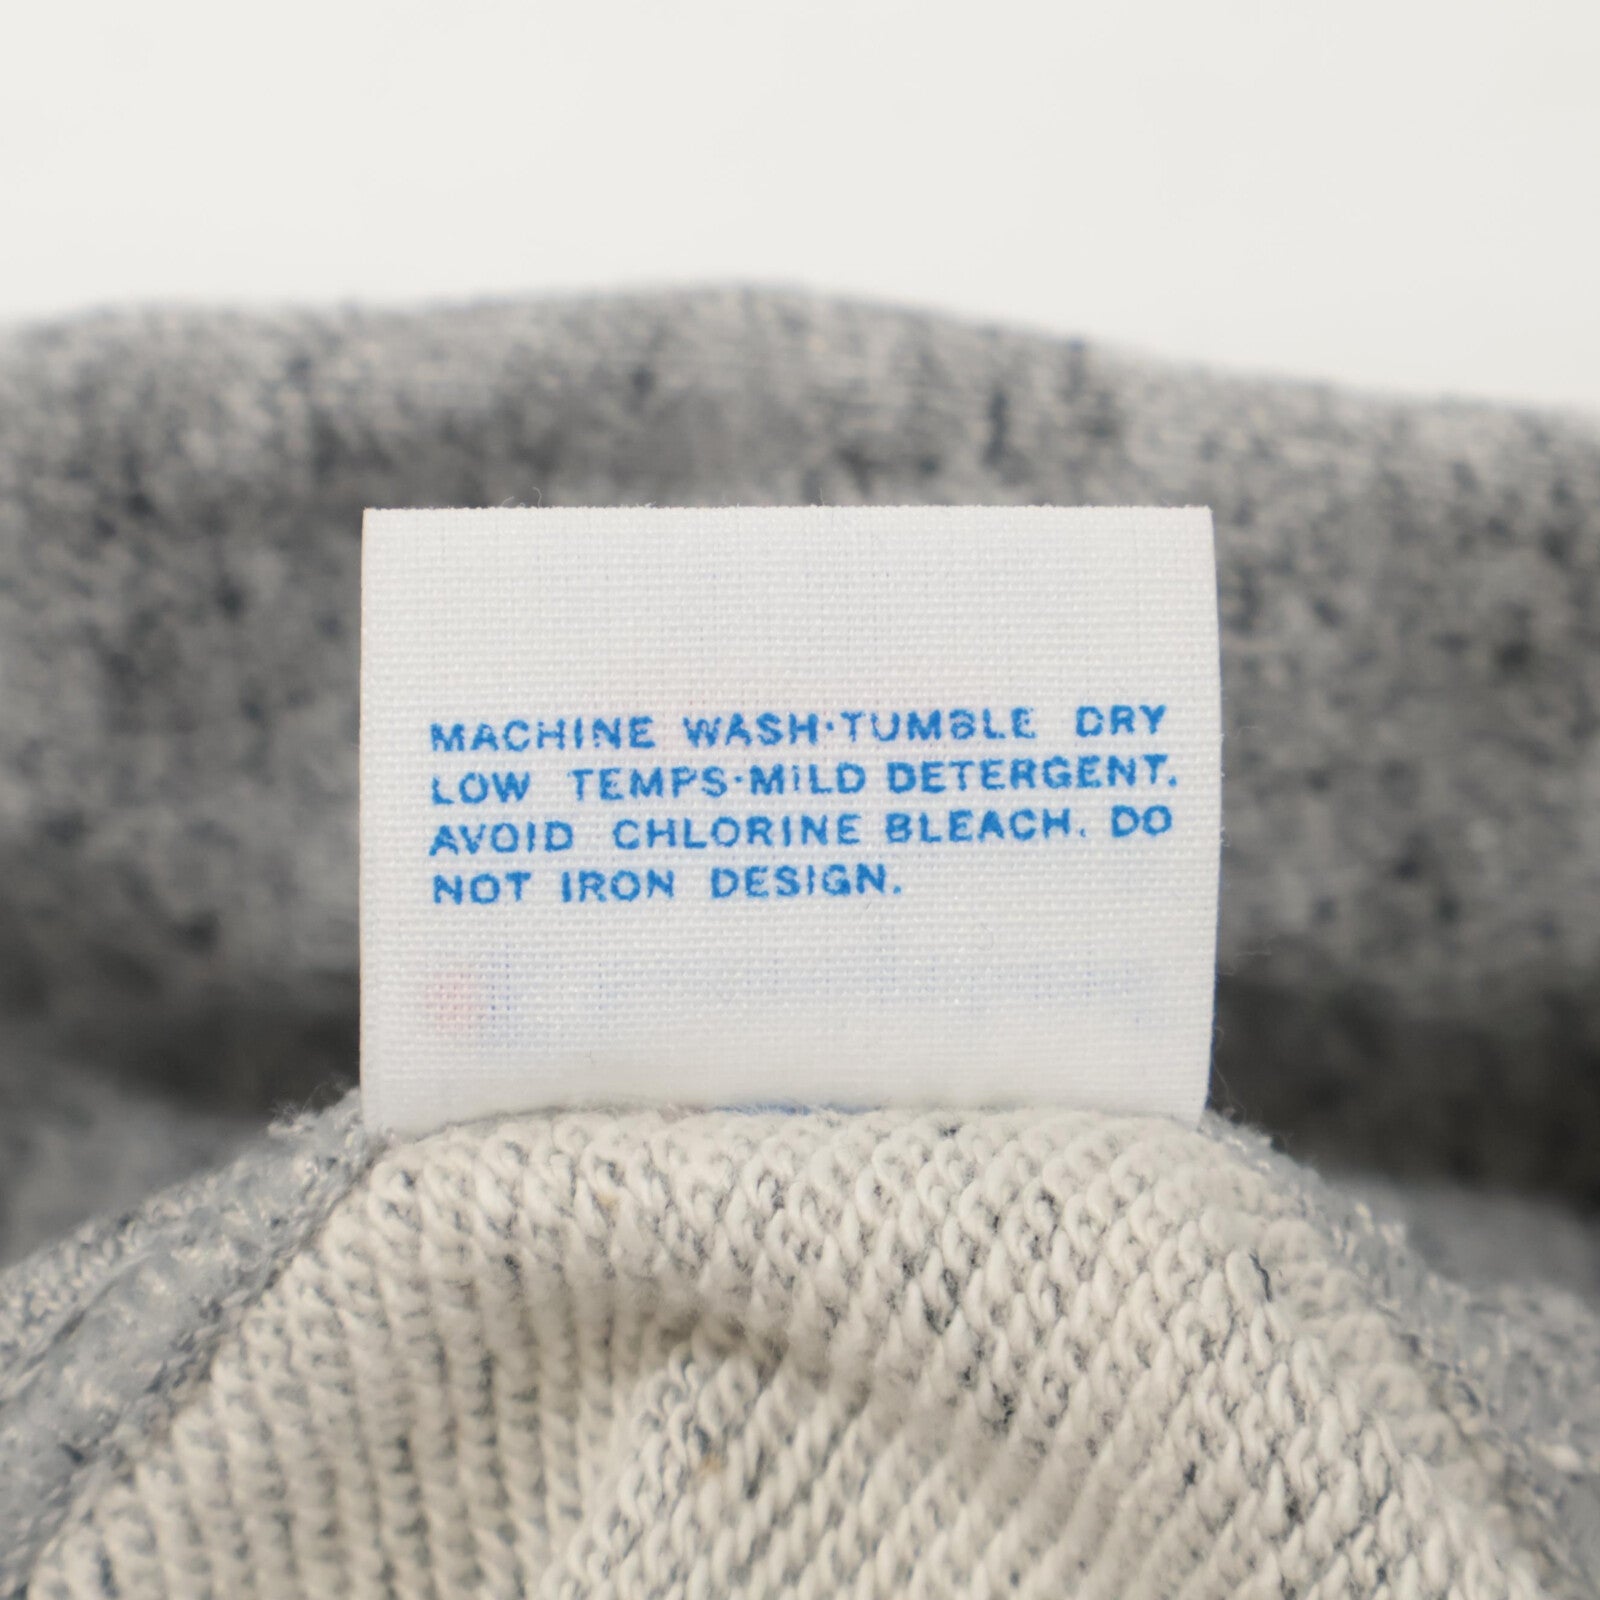 MACHINE WASH·TUMBLE DRY
LOW TEMPS·MILD DETERGENT.
AVOID CHLORINE BLEACH. DO
NOT IRON DESIGN.